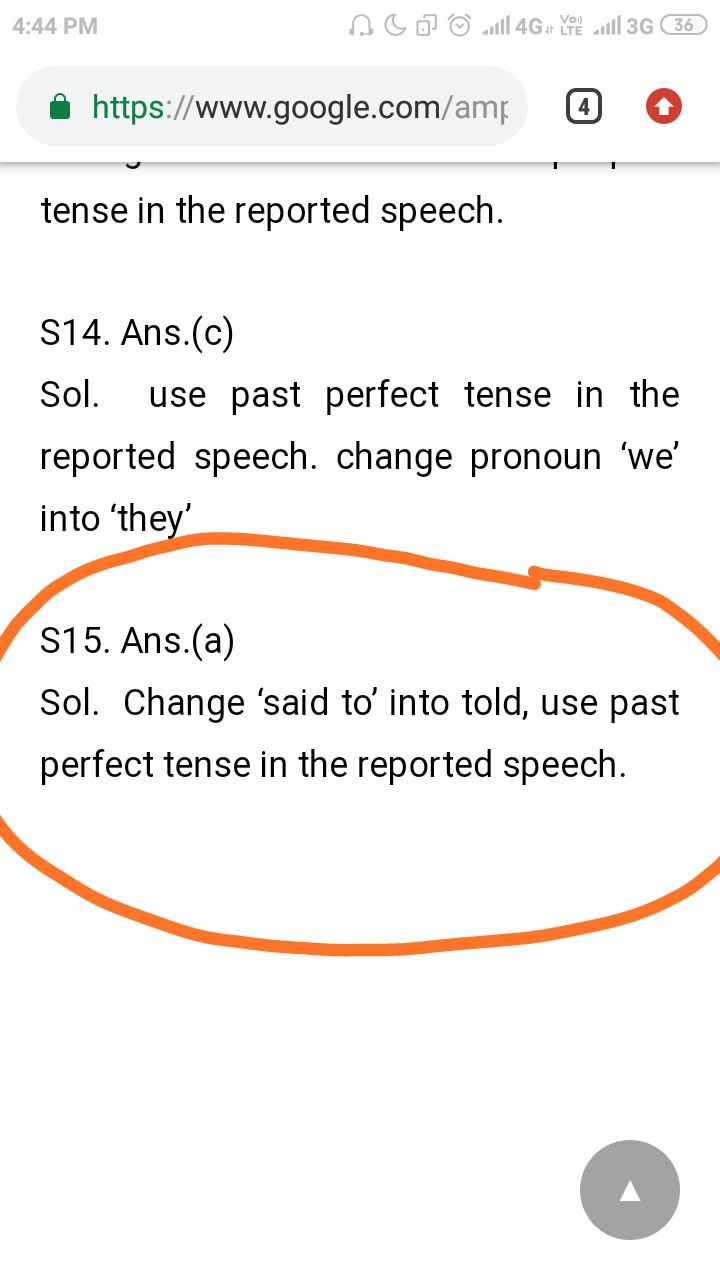 4:44 PM 4G VoLTE 3G 36
https://www.google.com/amp 4
tense in the reported speech.
S14. Ans.(c)
Sol. use past perfect tense in the
reported speech. change pronoun ‘we’
into ‘they’
S15. Ans.(a)
Sol. Change ‘said to’ into told, use past
perfect tense in the reported speech.